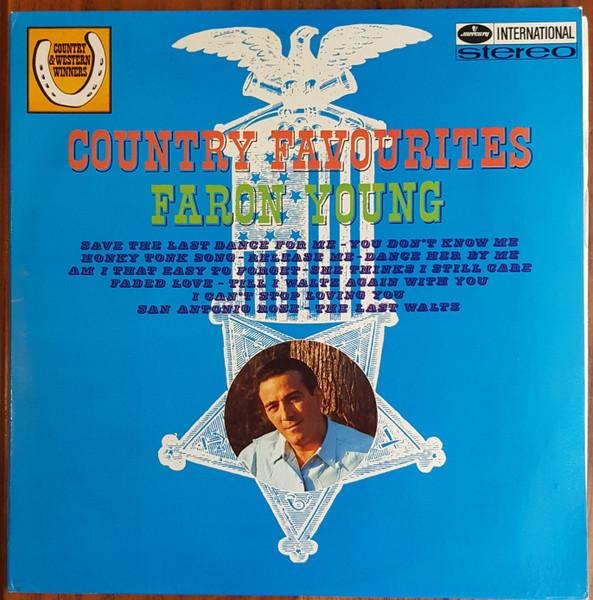 COUNTRY
& WESTERN
WINNERS
mercury
INTERNATIONAL
stereo
COUNTRY FAVOURITES
FARON YOUNG
SAVE THE LAST DANCE FOR ME - YOU DON'T KNOW ME
HONKY TONK SONG - RELEASE ME - DANCE HER BY ME
AM I THAT EASY TO FORGET - SHE THINKS I STILL CARE
FADED LOVE - TILL I WALTZ AGAIN WITH YOU
I CAN'T STOP LOVING YOU
SAN ANTONIO ROSE - THE LAST WALTZ